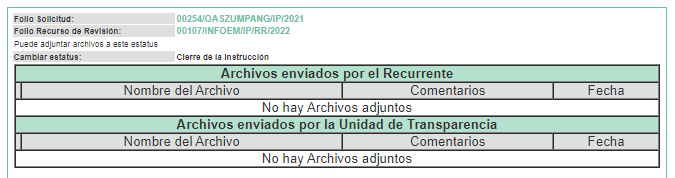 Folio Solicitud: 00254/OASZUMPANG/IP/2021
Folio Recurso de Revisión: 00107/INFOEM/IP/RR/2022
Puede adjuntar archivos a este estatus
Cambiar estatus: Cierre de la Instrucción
Archivos enviados por el Recurrente
Nombre del Archivo Comentarios Fecha
No hay Archivos adjuntos
Archivos enviados por la Unidad de Transparencia
Nombre del Archivo Comentarios Fecha
No hay Archivos adjuntos